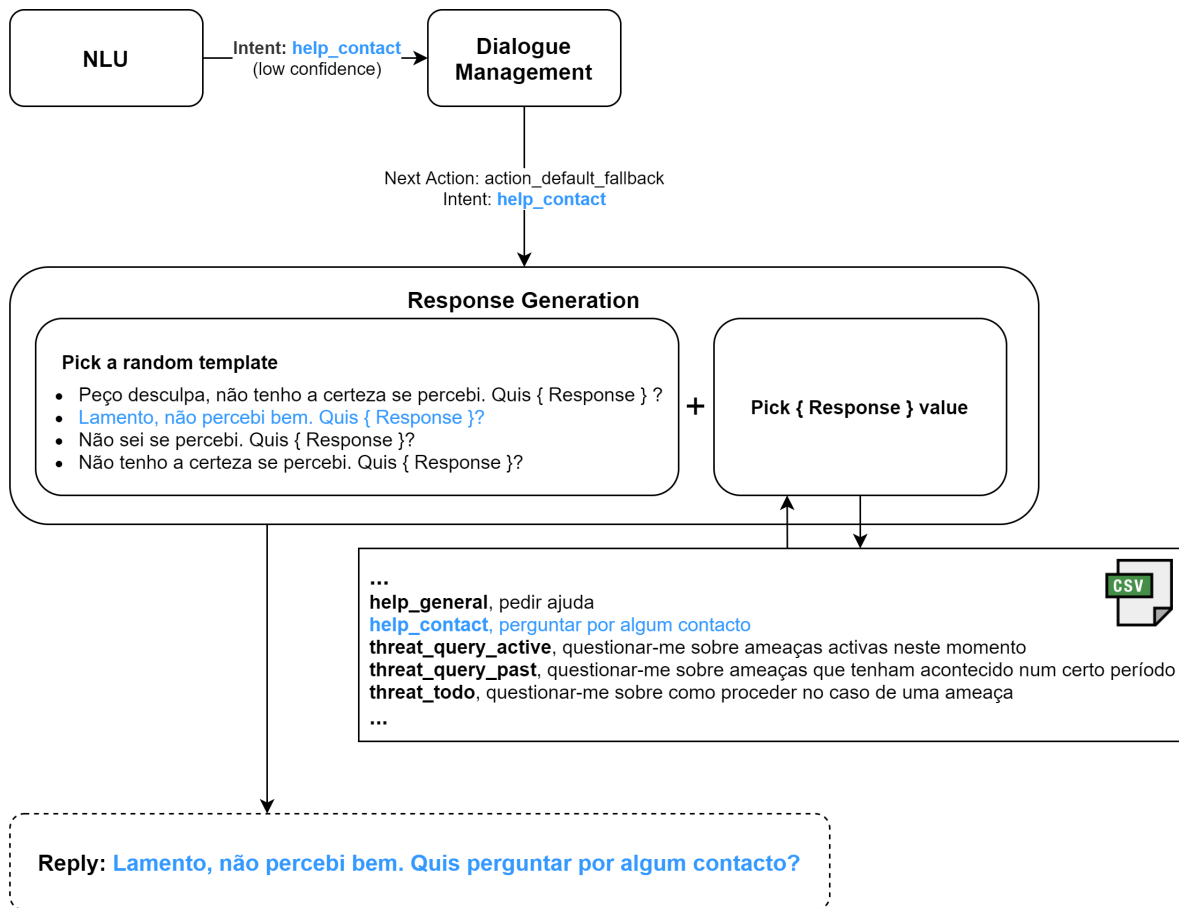 NLU
Intent: help_contact
(low confidence)
Dialogue
Management
Next Action: action_default_fallback
Intent: help_contact
Response Generation
Pick a random template
• Peço desculpa, não tenho a certeza se percebi. Quis { Response } ?
• Lamento, não percebi bem. Quis { Response }?
• Não sei se percebi. Quis { Response }?
• Não tenho a certeza se percebi. Quis { Response }?
+
Pick { Response } value
...
help_general, pedir ajuda
help_contact, perguntar por algum contacto
threat_query_active, questionar-me sobre ameaças activas neste momento
threat_query_past, questionar-me sobre ameaças que tenham acontecido num certo período
threat_todo, questionar-me sobre como proceder no caso de uma ameaça
...
CSV
Reply: Lamento, não percebi bem. Quis perguntar por algum contacto?